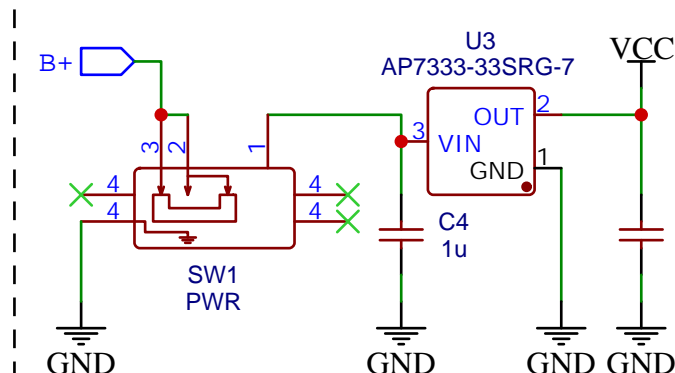 B+
3
2
1
4
4
4
4
SW1
PWR
GND
3
VIN
C4
1u
GND
U3
AP7333-33SRG-7
OUT
2
GND
1
GND
VCC
GND